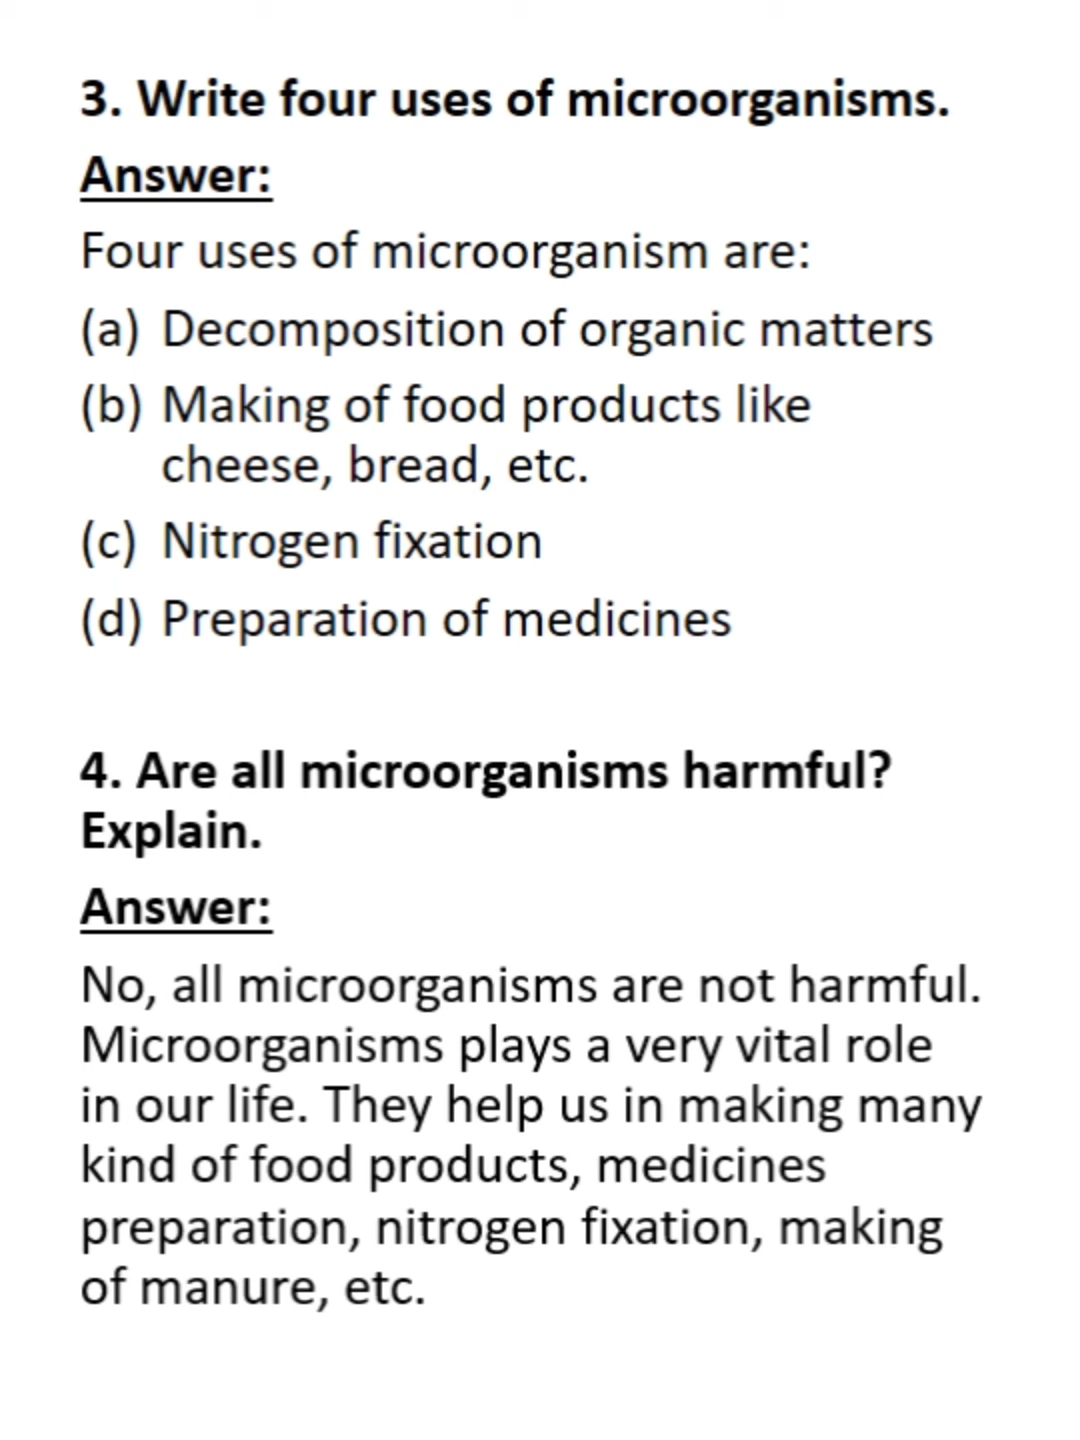 3. Write four uses of microorganisms.
Answer:
Four uses of microorganism are:
(a) Decomposition of organic matters
(b) Making of food products like
cheese, bread, etc.
(c) Nitrogen fixation
(d) Preparation of medicines
4. Are all microorganisms harmful?
Explain.
Answer:
No, all microorganisms are not harmful.
Microorganisms plays a very vital role
in our life. They help us in making many
kind of food products, medicines
preparation, nitrogen fixation, making
of manure, etc.